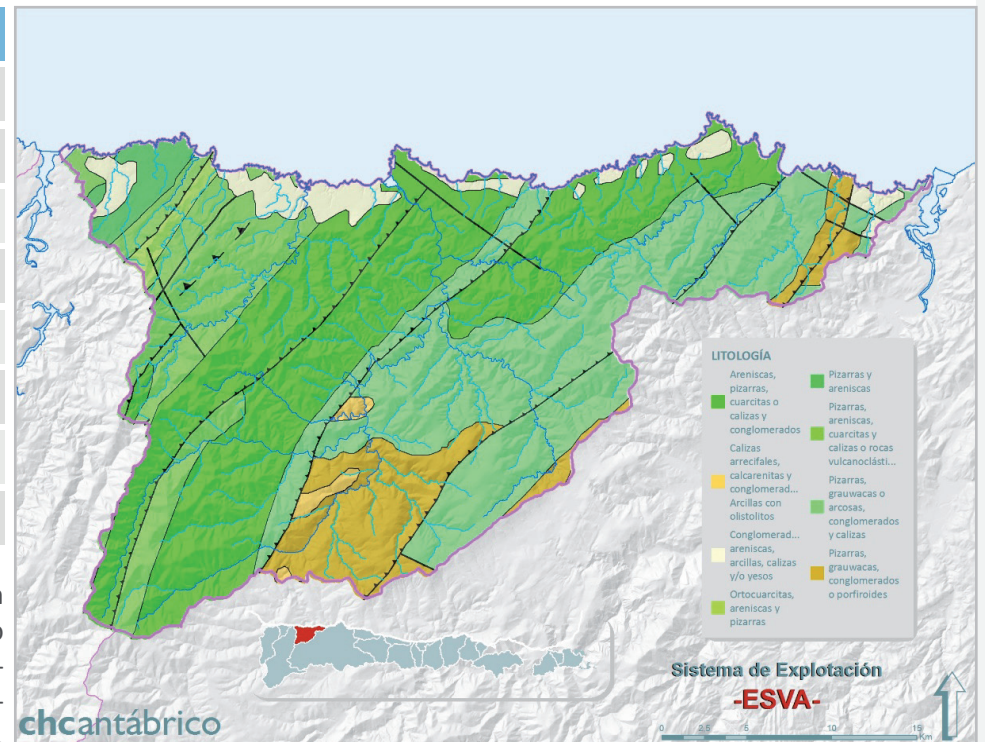 LITOLOGÍA
Areniscas,
pizarras,
cuarcitas o
calizas y
conglomerados
Calizas
arrecifales,
calcarenitas y
conglomerad...
Arcillas con
olistolitos
Conglomerad...
areniscas,
arcillas, calizas
y/o yesos
Ortocuarcitas,
areniscas y
pizarras
Pizarras y
areniscas
Pizarras,
areniscas,
cuarcitas y
calizas o rocas
vulcanoclásti...
Pizarras,
grauwacas o
arcosas,
conglomerados
y calizas
Pizarras,
grauwacas,
conglomerados
o porfiroides
Sistema de Explotación
-ESVA-
0 2,5 5 10 15
Km
chcantábrico